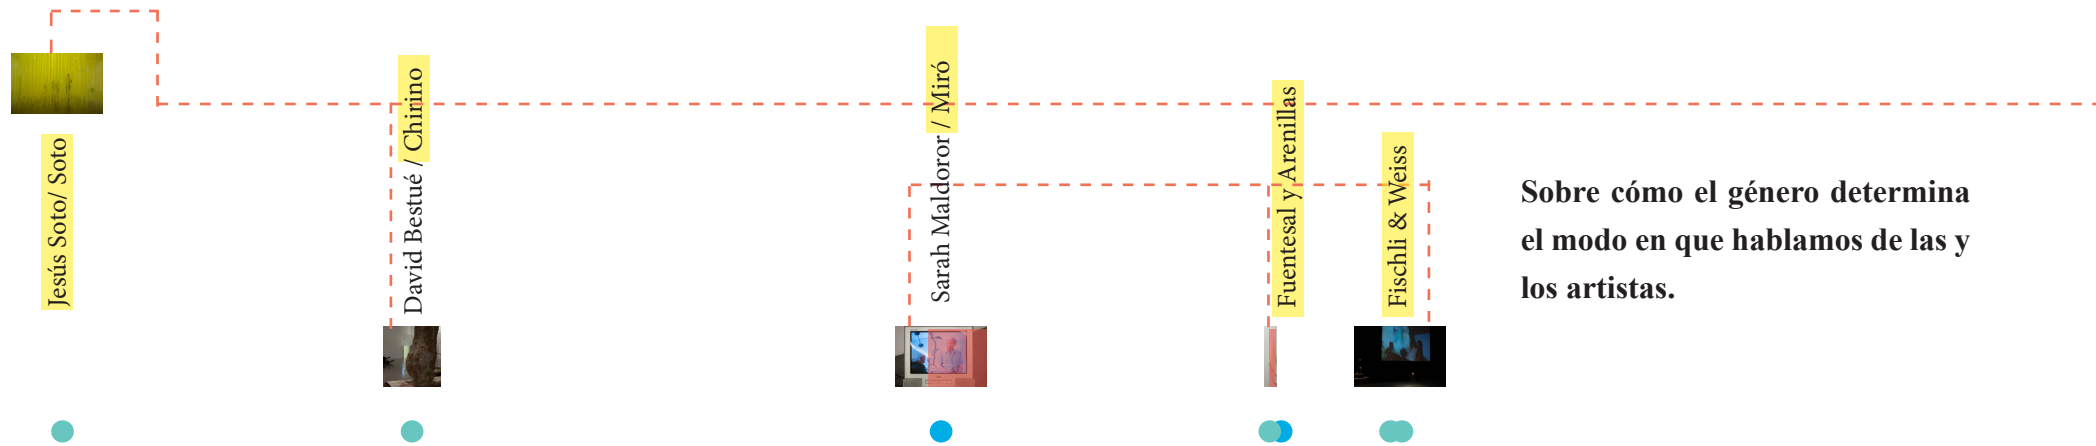 Jesús Soto/ Soto
David Bestué / Chirino
Sarah Maldoror / Miró
Fuentesal y Arenillas
Fischli & Weiss
Sobre cómo el género determina
el modo en que hablamos de las y
los artistas.